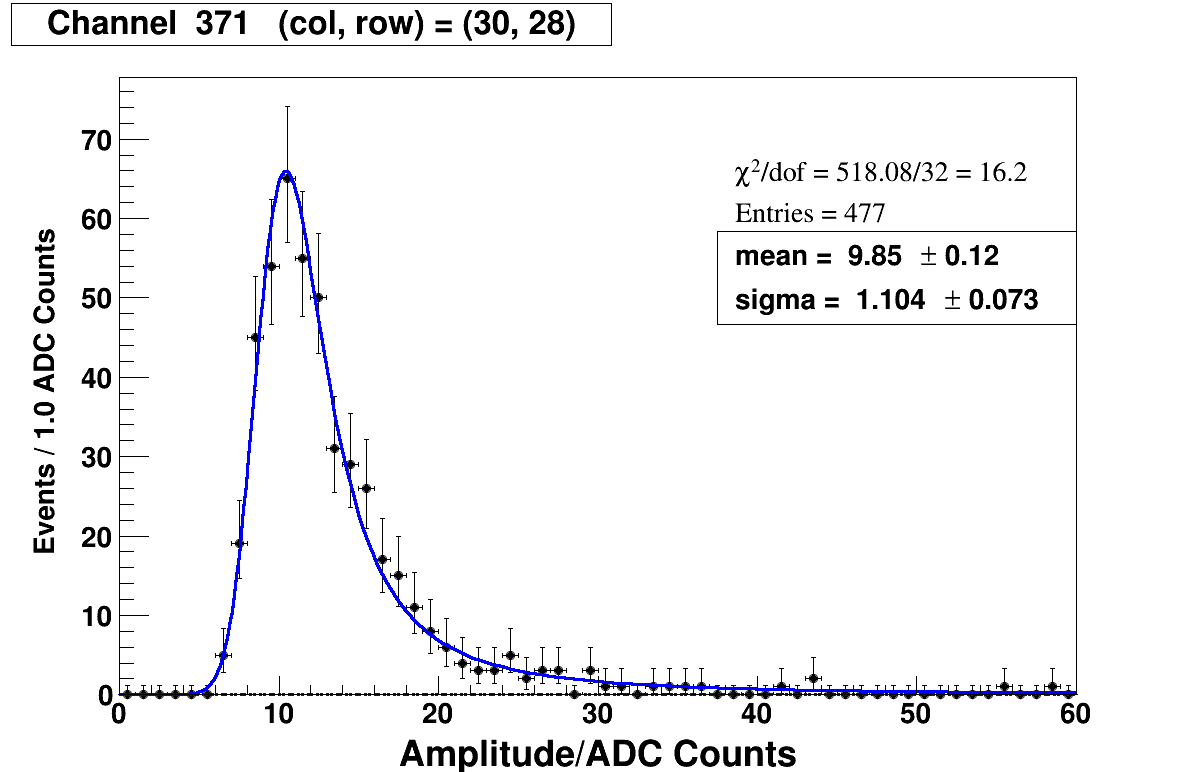 Channel 371 (col, row) = (30, 28)
χ²/dof = 518.08/32 = 16.2
Entries = 477
mean = 9.85 ± 0.12
sigma = 1.104 ± 0.073
Events / 1.0 ADC Counts
70
60
50
40
30
20
10
0
0 10 20 30 40 50 60
Amplitude/ADC Counts